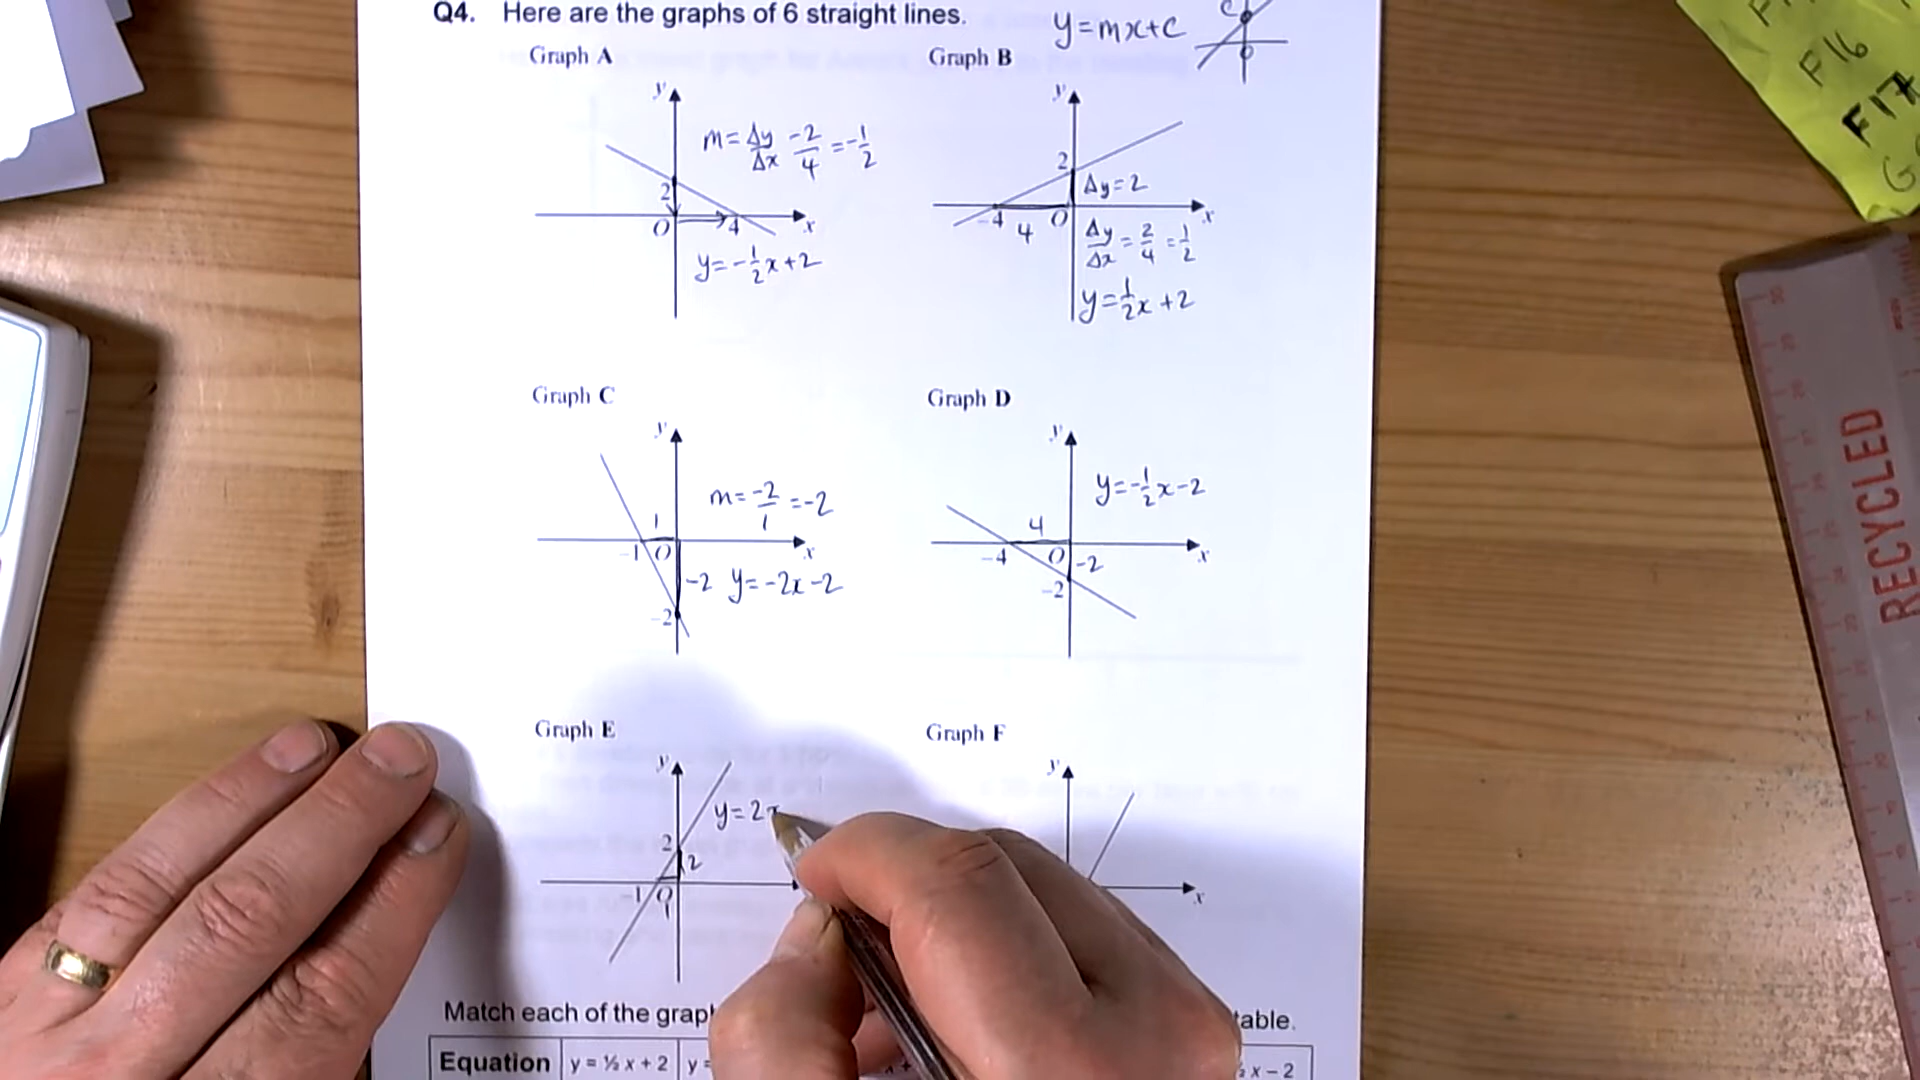 Q4. Here are the graphs of 6 straight lines.
y=mx+c
c
Graph A
Graph B
y
m=Δy/Δx -2/4 =-1/2
2
O
4
x
y=-1/2x+2
y
2
Δy=2
-4
4
O
x
Δy/Δx = 2/4 = 1/2
y=1/2x+2
Graph C
Graph D
y
m=-2/1=-2
1
-1
O
x
-2
y=-2x-2
-2
y
y=-1/2x-2
4
-4
O
-2
x
-2
Graph E
Graph F
y
y=2x
2
2
-1
O
1
y
x
Match each of the grap
table.
Equation
y = ½ x + 2
y =
x – 2
F16
F17
RECYCLED